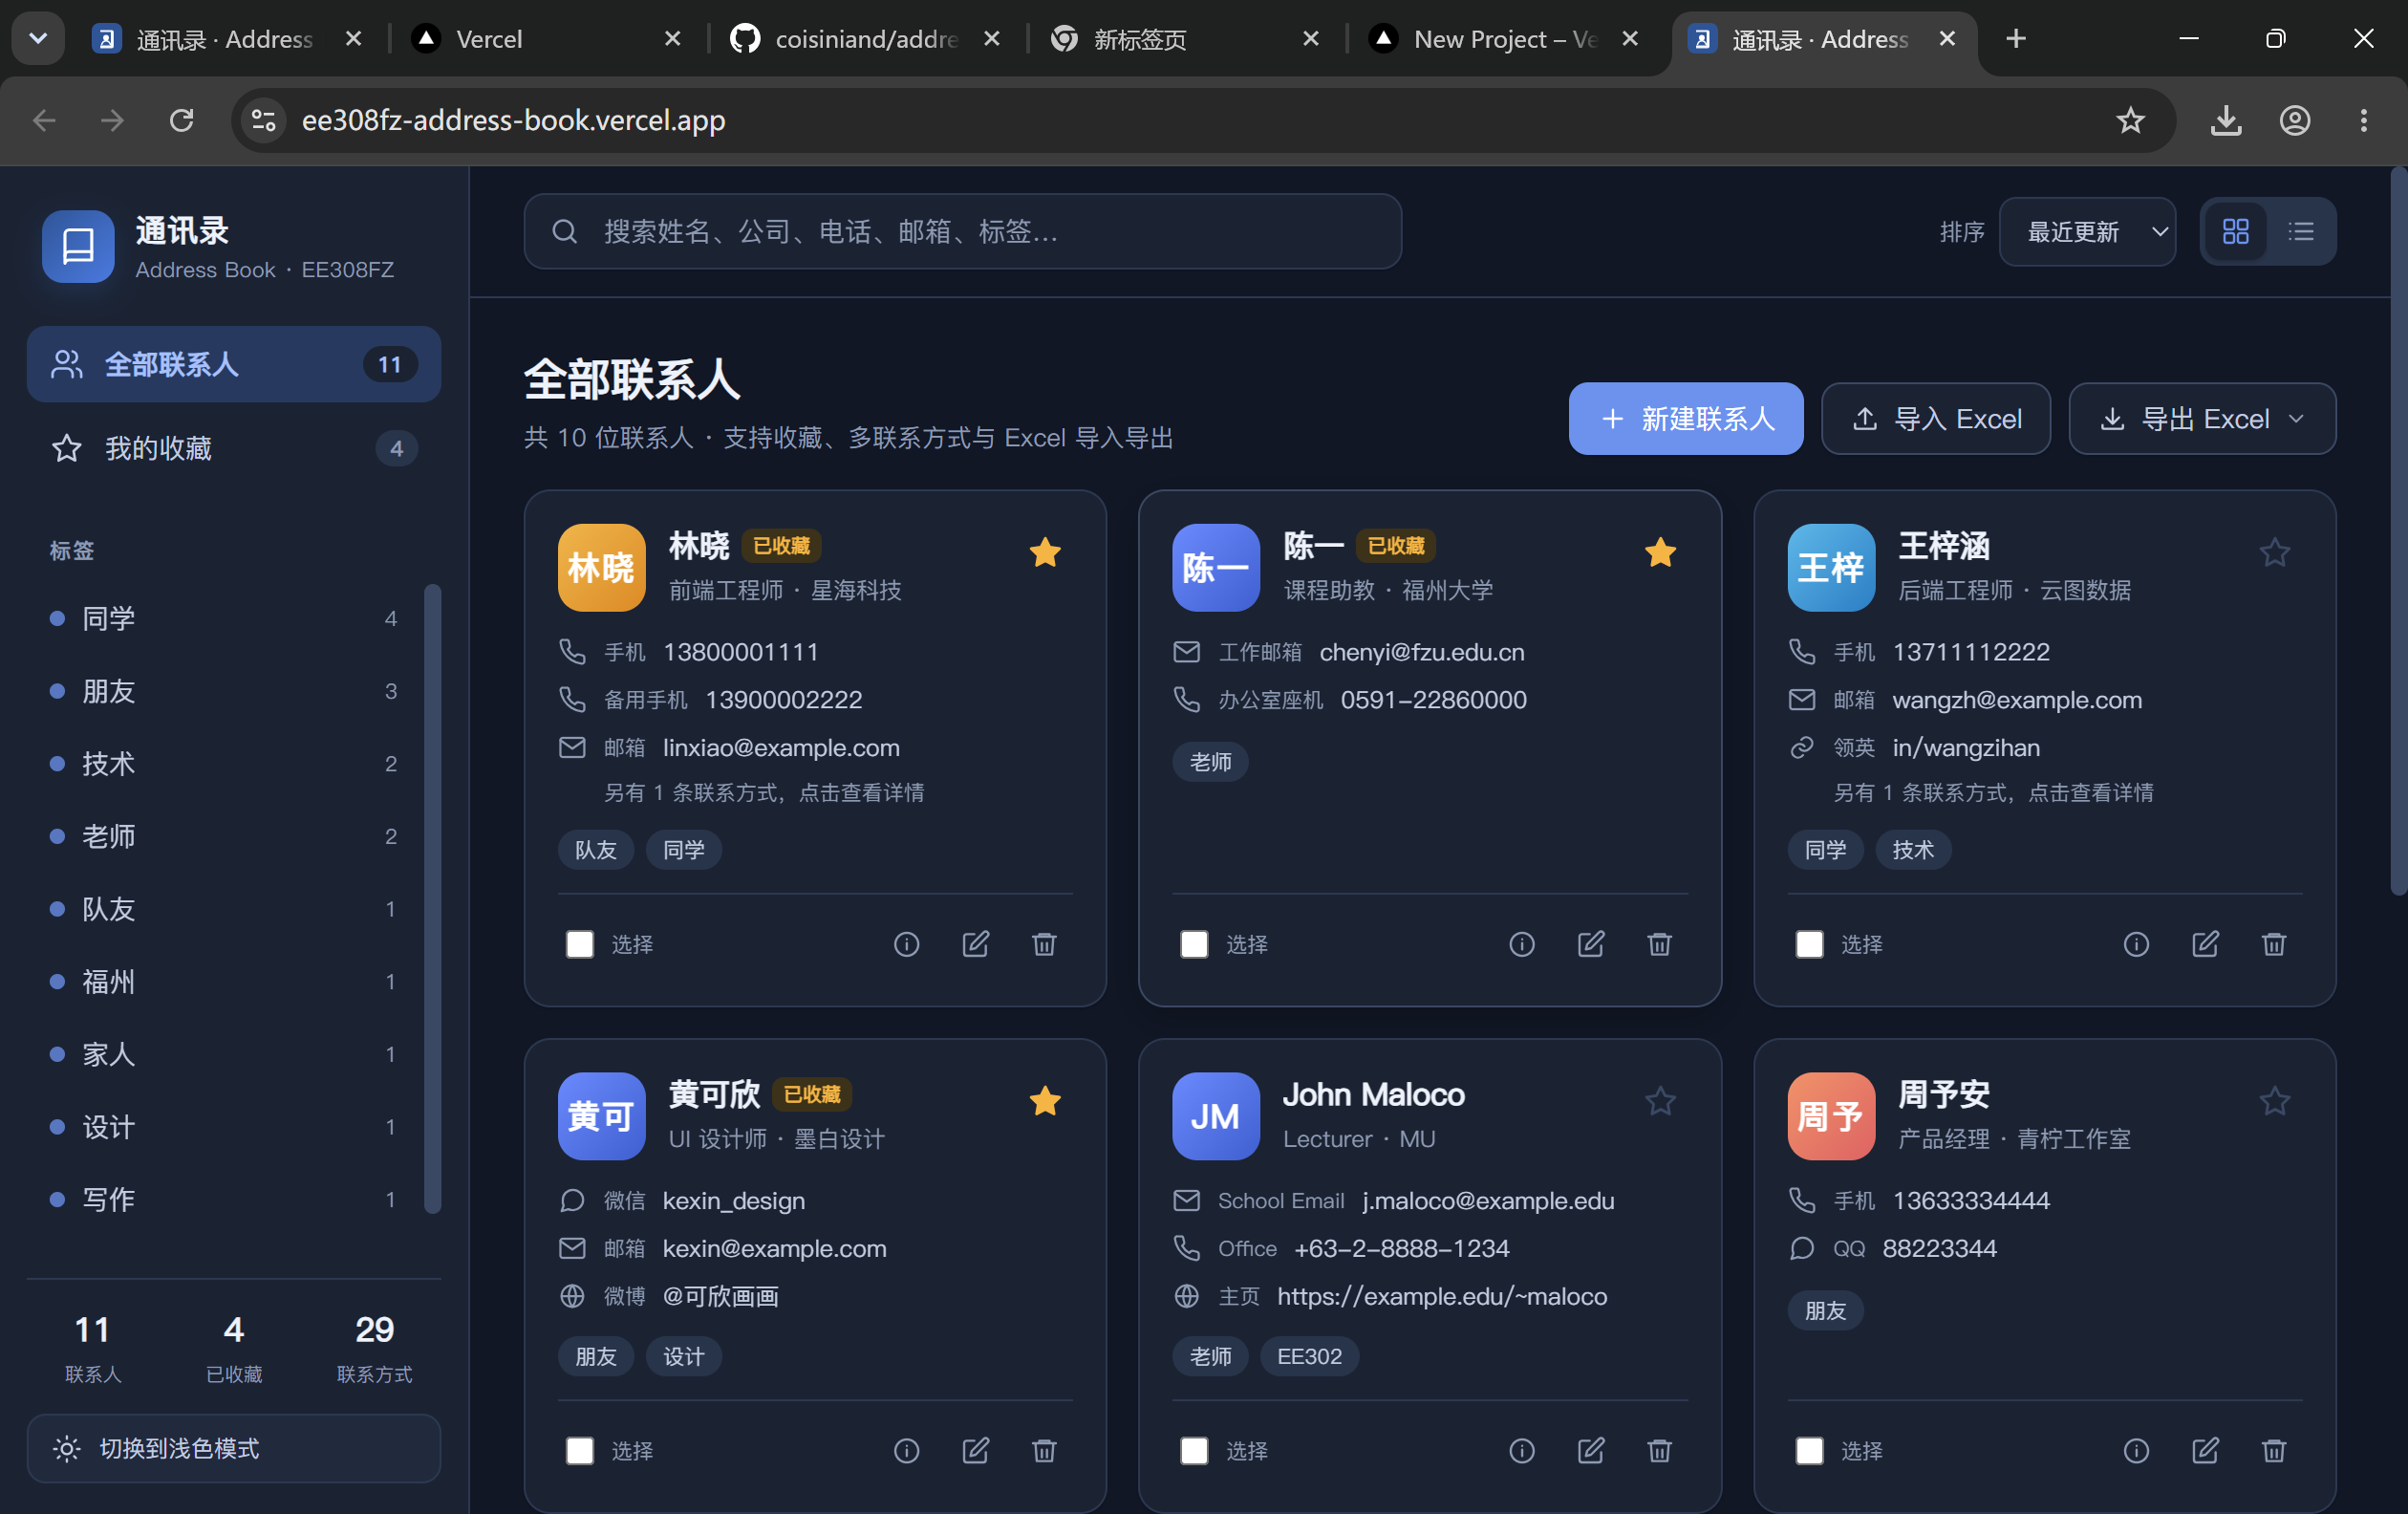 通讯录 · Address
Vercel
coisiniand/addre
新标签页
New Project – Ve
通讯录 · Address
ee308fz-address-book.vercel.app
通讯录
Address Book · EE308FZ
全部联系人 11
我的收藏 4
标签
同学 4
朋友 3
技术 2
老师 2
队友 1
福州 1
家人 1
设计 1
写作 1
11 4 29
联系人 已收藏 联系方式
切换到浅色模式
搜索姓名、公司、电话、邮箱、标签...
排序 最近更新
全部联系人
共 10 位联系人 · 支持收藏、多联系方式与 Excel 导入导出
新建联系人 导入 Excel 导出 Excel
林晓
林晓 已收藏
前端工程师 · 星海科技
手机 13800001111
备用手机 13900002222
邮箱 linxiao@example.com
另有 1 条联系方式，点击查看详情
队友 同学
选择
陈一
陈一 已收藏
课程助教 · 福州大学
工作邮箱 chenyi@fzu.edu.cn
办公室座机 0591-22860000
老师
选择
王梓
王梓涵
后端工程师 · 云图数据
手机 13711112222
邮箱 wangzh@example.com
领英 in/wangzihan
另有 1 条联系方式，点击查看详情
同学 技术
选择
黄可
黄可欣 已收藏
UI 设计师 · 墨白设计
微信 kexin_design
邮箱 kexin@example.com
微博 @可欣画画
朋友 设计
选择
JM
John Maloco
Lecturer · MU
School Email j.maloco@example.edu
Office +63-2-8888-1234
主页 https://example.edu/~maloco
老师 EE302
选择
周予
周予安
产品经理 · 青柠工作室
手机 13633334444
QQ 88223344
朋友
选择